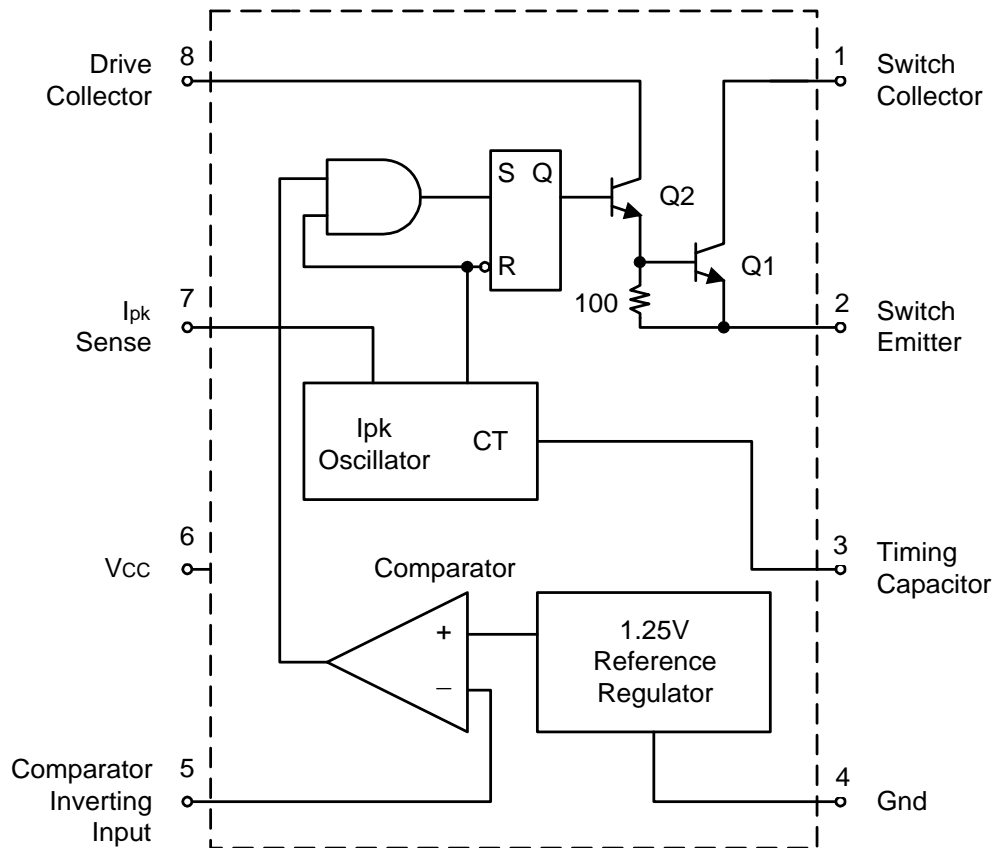 8
Drive
Collector
1
Switch
Collector
S Q
Q2
R
Q1
100
7
Ipk
Sense
2
Switch
Emitter
Ipk
Oscillator
CT
6
VCC
3
Timing
Capacitor
Comparator
+
−
1.25V
Reference
Regulator
5
Comparator
Inverting
Input
4
Gnd